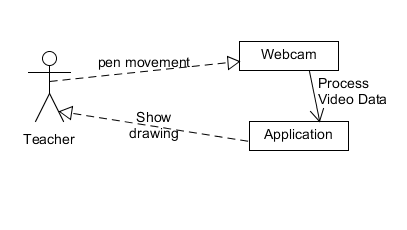 pen movement
Webcam
Process
Video Data
Application
Show
drawing
Teacher